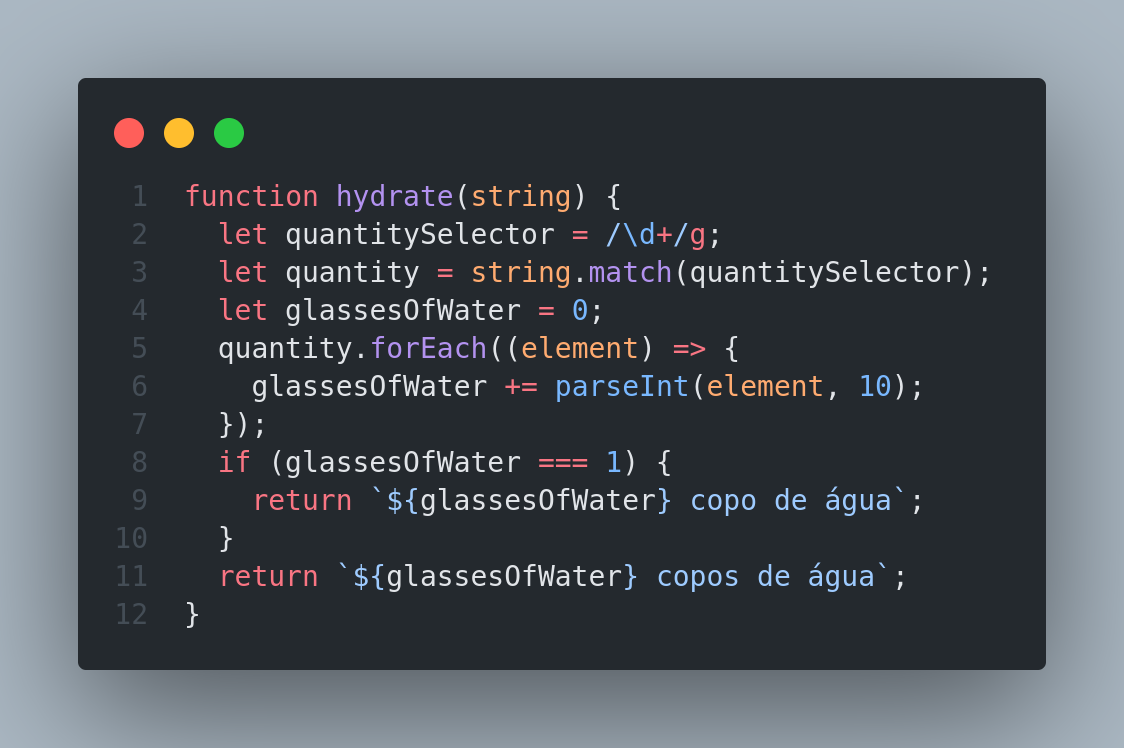 1 function hydrate(string) {
2   let quantitySelector = /\d+/g;
3   let quantity = string.match(quantitySelector);
4   let glassesOfWater = 0;
5   quantity.forEach((element) => {
6     glassesOfWater += parseInt(element, 10);
7   });
8   if (glassesOfWater === 1) {
9     return `${glassesOfWater} copo de água`;
10   }
11   return `${glassesOfWater} copos de água`;
12 }